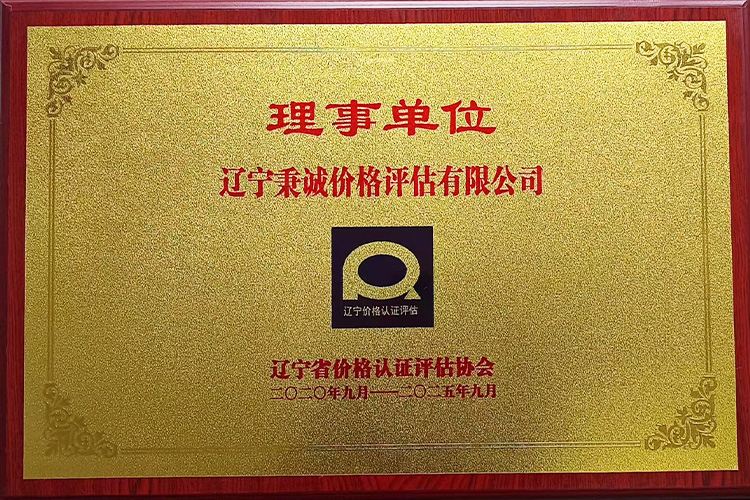 理事单位
辽宁秉诚价格评估有限公司
辽宁价格认证评估
辽宁省价格认证评估协会
二〇二〇年九月——二〇二五年九月